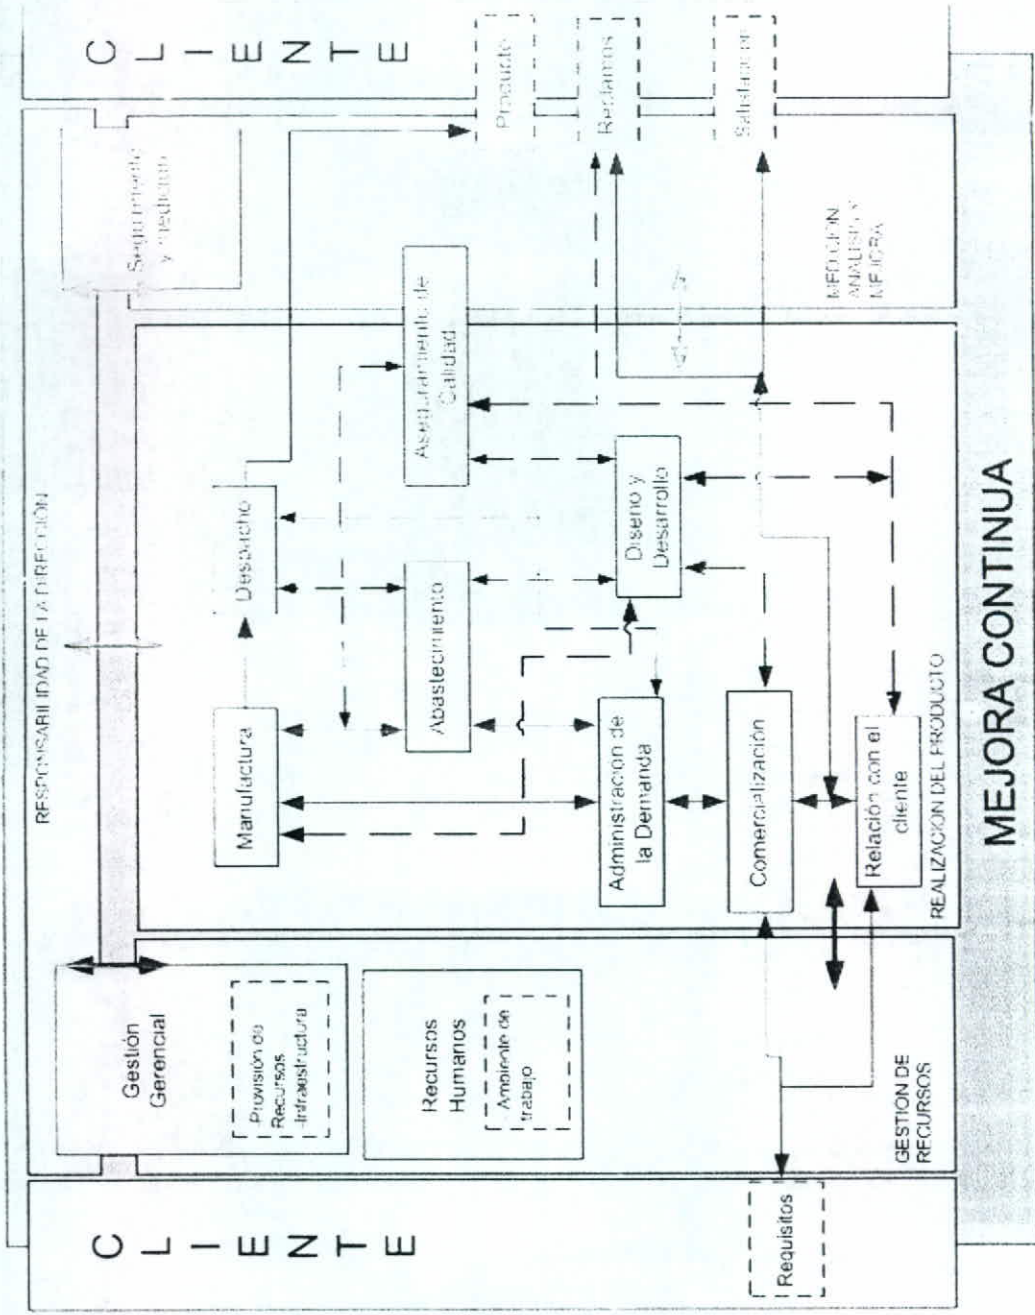 RESPONSABILIDAD DE LA DIRECCIÓN
CLIENTE
Requisitos
Gestión
Gerencial
-Provisión de
Recursos
-Infraestructura
Recursos
Humanos
- Ambiente de
trabajo
GESTIÓN DE
RECURSOS
Manufactura
Despacho
Abastecimiento
Aseguramiento de
Calidad
Administración de
la Demanda
Diseño y
Desarrollo
Comercialización
Relación con el
cliente
REALIZACIÓN DEL PRODUCTO
Seguimiento
y medición
MEDICIÓN
ANALISIS Y
MEJORA
Producto
Reclamos
Satisfacción
CLIENTE
MEJORA CONTINUA